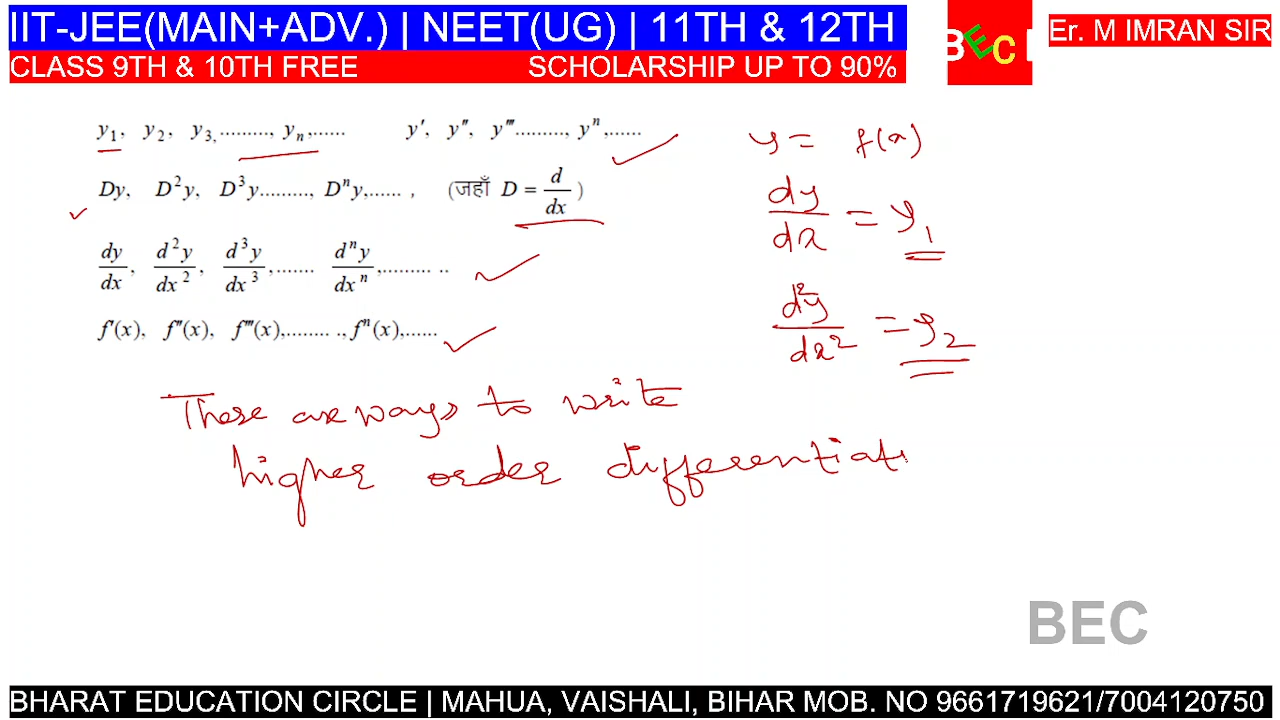 IIT-JEE(MAIN+ADV.) | NEET(UG) | 11TH & 12TH
CLASS 9TH & 10TH FREE SCHOLARSHIP UP TO 90%
BEC
Er. M IMRAN SIR
y₁, y₂, y₃,.........., yₙ,...... y′, y″, y‴.........., yⁿ,......
Dy, D²y, D³y.........., Dⁿy,...... , (जहाँ D = d/dx )
dy/dx, d²y/dx², d³y/dx³,....... dⁿy/dxⁿ,......... ..
f′(x), f″(x), f‴(x),........ ., fⁿ(x),......
y = f(x)
dy/dx = y₁
d²y/dx² = y₂
These are ways to write
higher order differentiat
BEC
BHARAT EDUCATION CIRCLE | MAHUA, VAISHALI, BIHAR MOB. NO 9661719621/7004120750